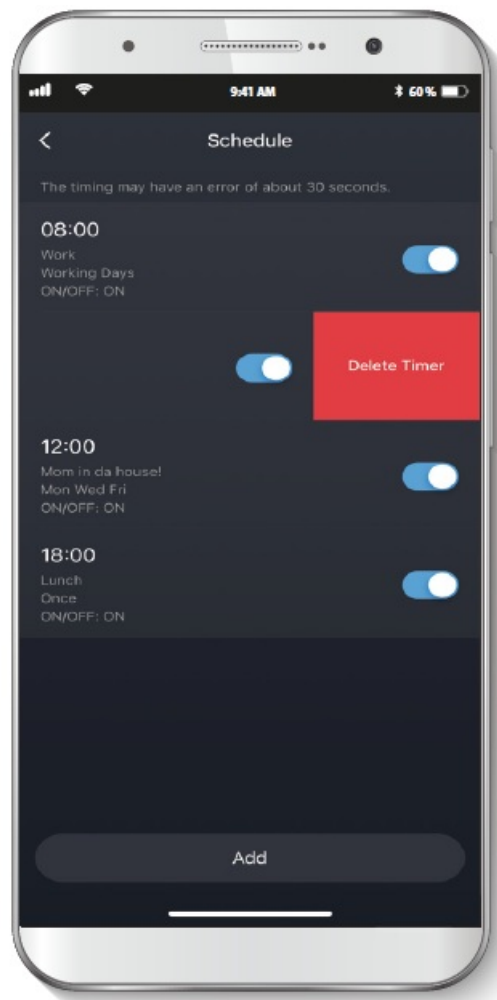 9:41 AM
60%
Schedule
The timing may have an error of about 30 seconds.
08:00
Work
Working Days
ON/OFF: ON
Delete Timer
12:00
Mom in da house!
Mon Wed Fri
ON/OFF: ON
18:00
Lunch
Once
ON/OFF: ON
Add